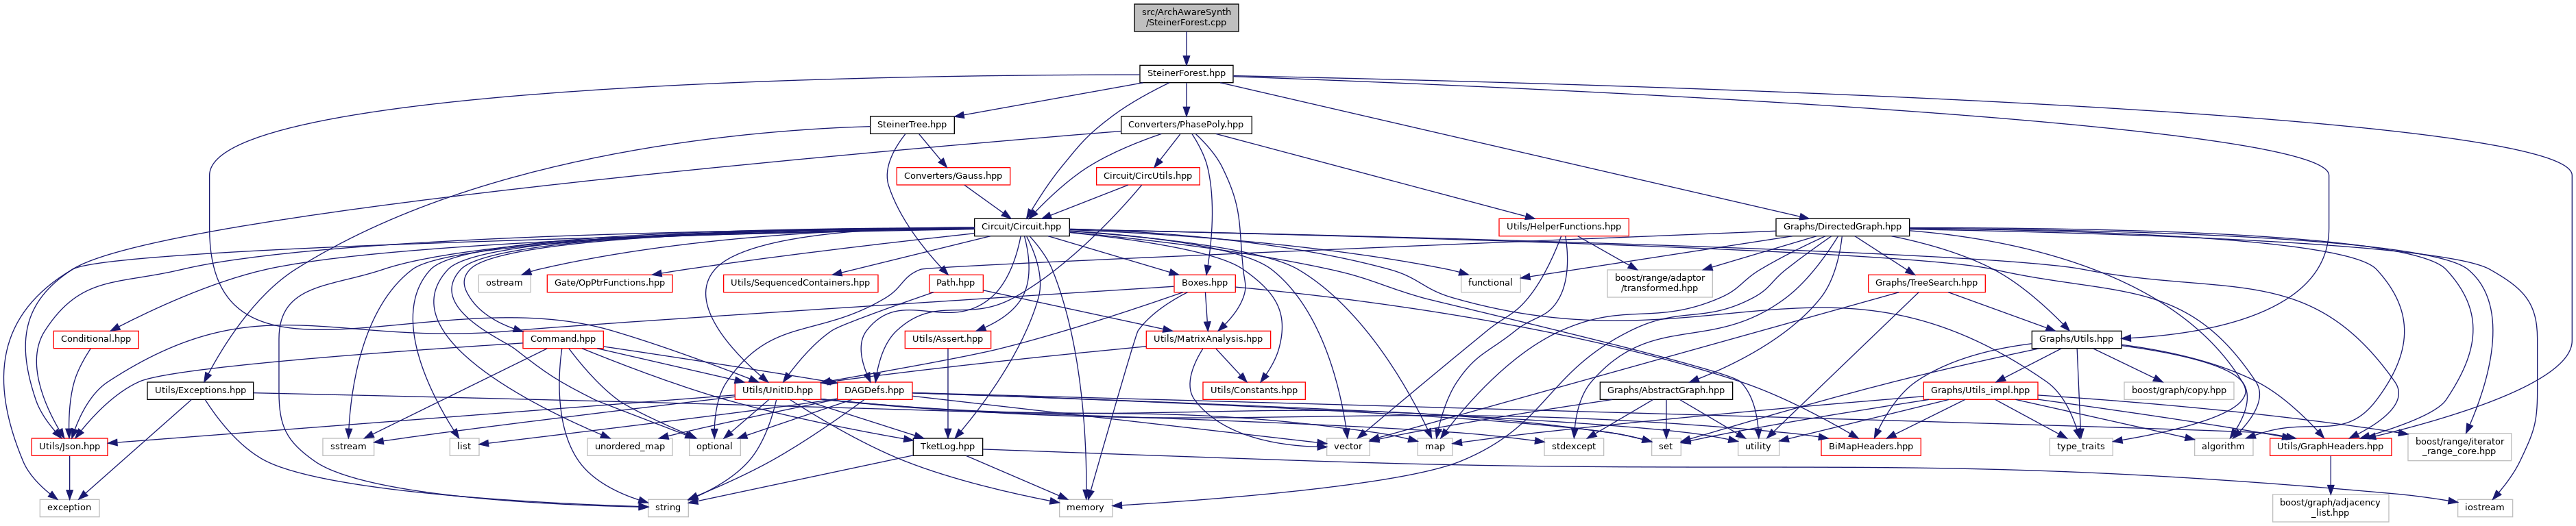 src/ArchAwareSynth
/SteinerForest.cpp
SteinerForest.hpp
SteinerTree.hpp
Converters/PhasePoly.hpp
Converters/Gauss.hpp
Circuit/CircUtils.hpp
Circuit/Circuit.hpp
Utils/HelperFunctions.hpp
Graphs/DirectedGraph.hpp
ostream
Gate/OpPtrFunctions.hpp
Utils/SequencedContainers.hpp
Path.hpp
Boxes.hpp
functional
boost/range/adaptor
/transformed.hpp
Graphs/TreeSearch.hpp
Conditional.hpp
Command.hpp
Utils/Assert.hpp
Utils/MatrixAnalysis.hpp
Graphs/Utils.hpp
Utils/Exceptions.hpp
Utils/UnitID.hpp
DAGDefs.hpp
Utils/Constants.hpp
Graphs/AbstractGraph.hpp
Graphs/Utils_impl.hpp
boost/graph/copy.hpp
Utils/Json.hpp
sstream
list
unordered_map
optional
TketLog.hpp
vector
map
stdexcept
set
utility
BiMapHeaders.hpp
type_traits
algorithm
Utils/GraphHeaders.hpp
boost/range/iterator
_range_core.hpp
exception
string
memory
boost/graph/adjacency
_list.hpp
iostream